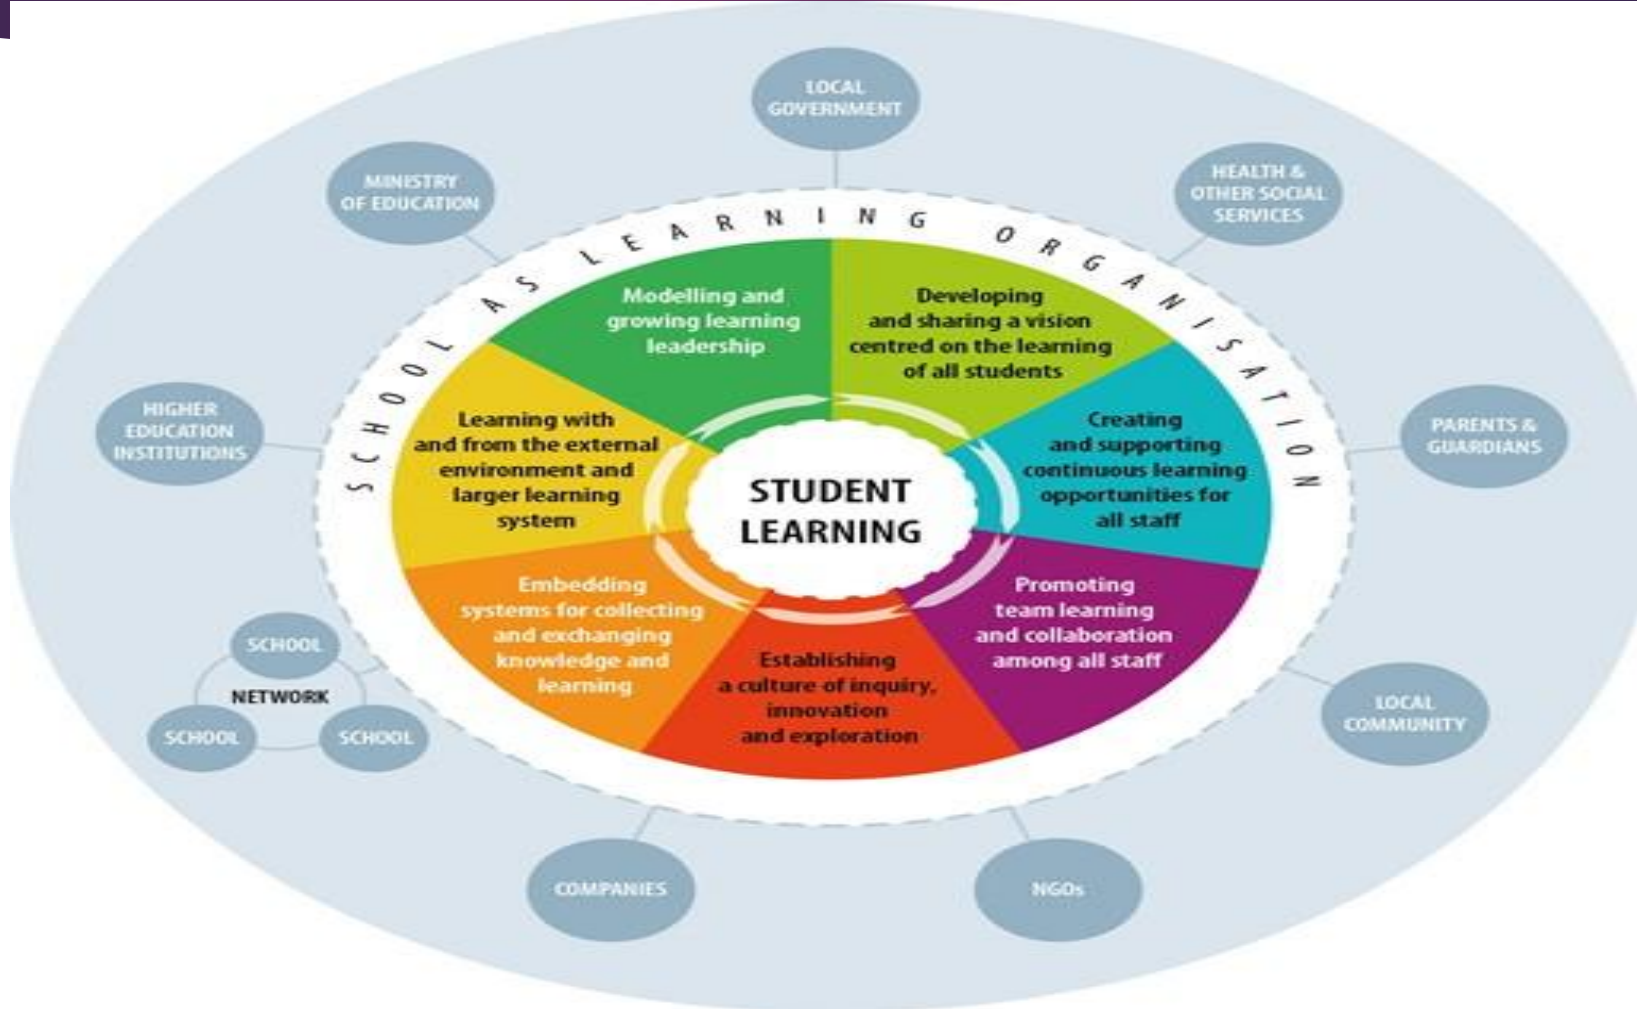 LOCAL
GOVERNMENT
MINISTRY
OF EDUCATION
HEALTH &
OTHER SOCIAL
SERVICES
SCHOOL AS LEARNING ORGANISATION
Modelling and
growing learning
leadership
Developing
and sharing a vision
centred on the learning
of all students
HIGHER
EDUCATION
INSTITUTIONS
Learning with
and from the external
environment and
larger learning
system
Creating
and supporting
continuous learning
opportunities for
all staff
PARENTS &
GUARDIANS
STUDENT
LEARNING
Embedding
systems for collecting
and exchanging
knowledge and
learning
Promoting
team learning
and collaboration
among all staff
Establishing
a culture of inquiry,
innovation
and exploration
SCHOOL
NETWORK
SCHOOL
SCHOOL
LOCAL
COMMUNITY
COMPANIES
NGOs